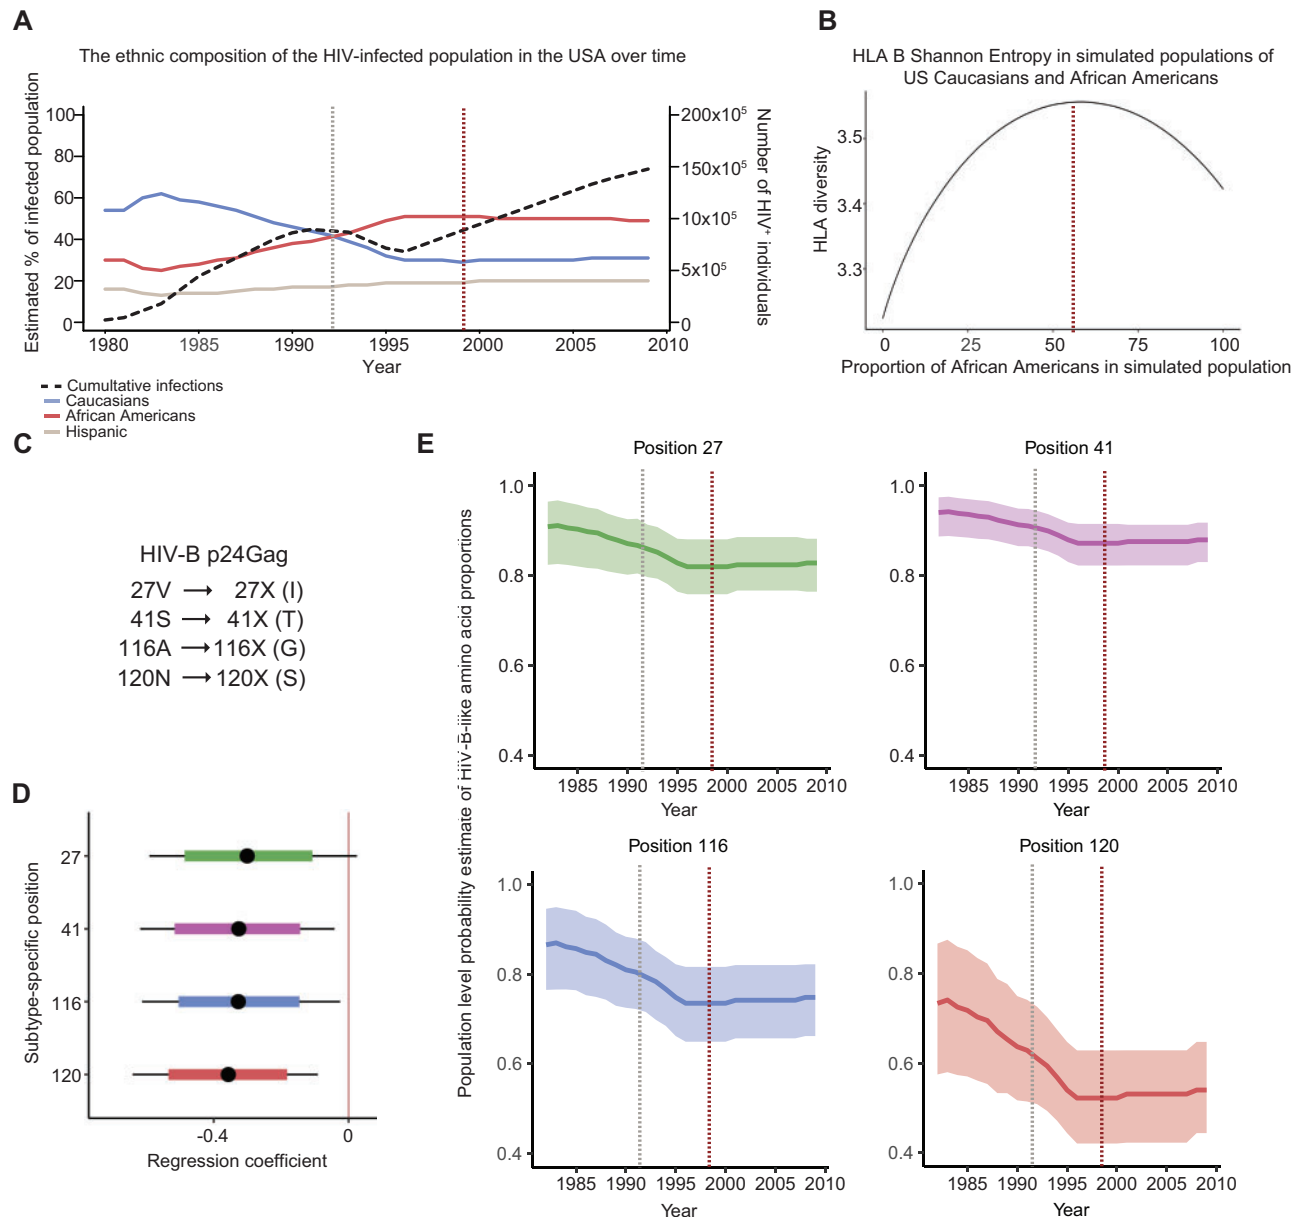 A
The ethnic composition of the HIV-infected population in the USA over time
Estimated % of infected population
100
80
60
40
20
0
200x10⁵
150x10⁵
10x10⁵
5x10⁵
0
Number of HIV⁺ individuals
1980 1985 1990 1995 2000 2005 2010
Year
Cumultative infections
Caucasians
African Americans
Hispanic
B
HLA B Shannon Entropy in simulated populations of
US Caucasians and African Americans
HLA diversity
3.5
3.4
3.3
0 25 50 75 100
Proportion of African Americans in simulated population
C
HIV-B p24Gag
27V → 27X (I)
41S → 41X (T)
116A → 116X (G)
120N → 120X (S)
D
Subtype-specific position
27
41
116
120
-0.4 0
Regression coefficient
E
Population level probability estimate of HIV-B-like amino acid proportions
Position 27
1.0
0.8
0.6
0.4
1985 1990 1995 2000 2005 2010
Year
Position 41
1.0
0.8
0.6
0.4
1985 1990 1995 2000 2005 2010
Year
Position 116
1.0
0.8
0.6
0.4
1985 1990 1995 2000 2005 2010
Year
Position 120
1.0
0.8
0.6
0.4
1985 1990 1995 2000 2005 2010
Year